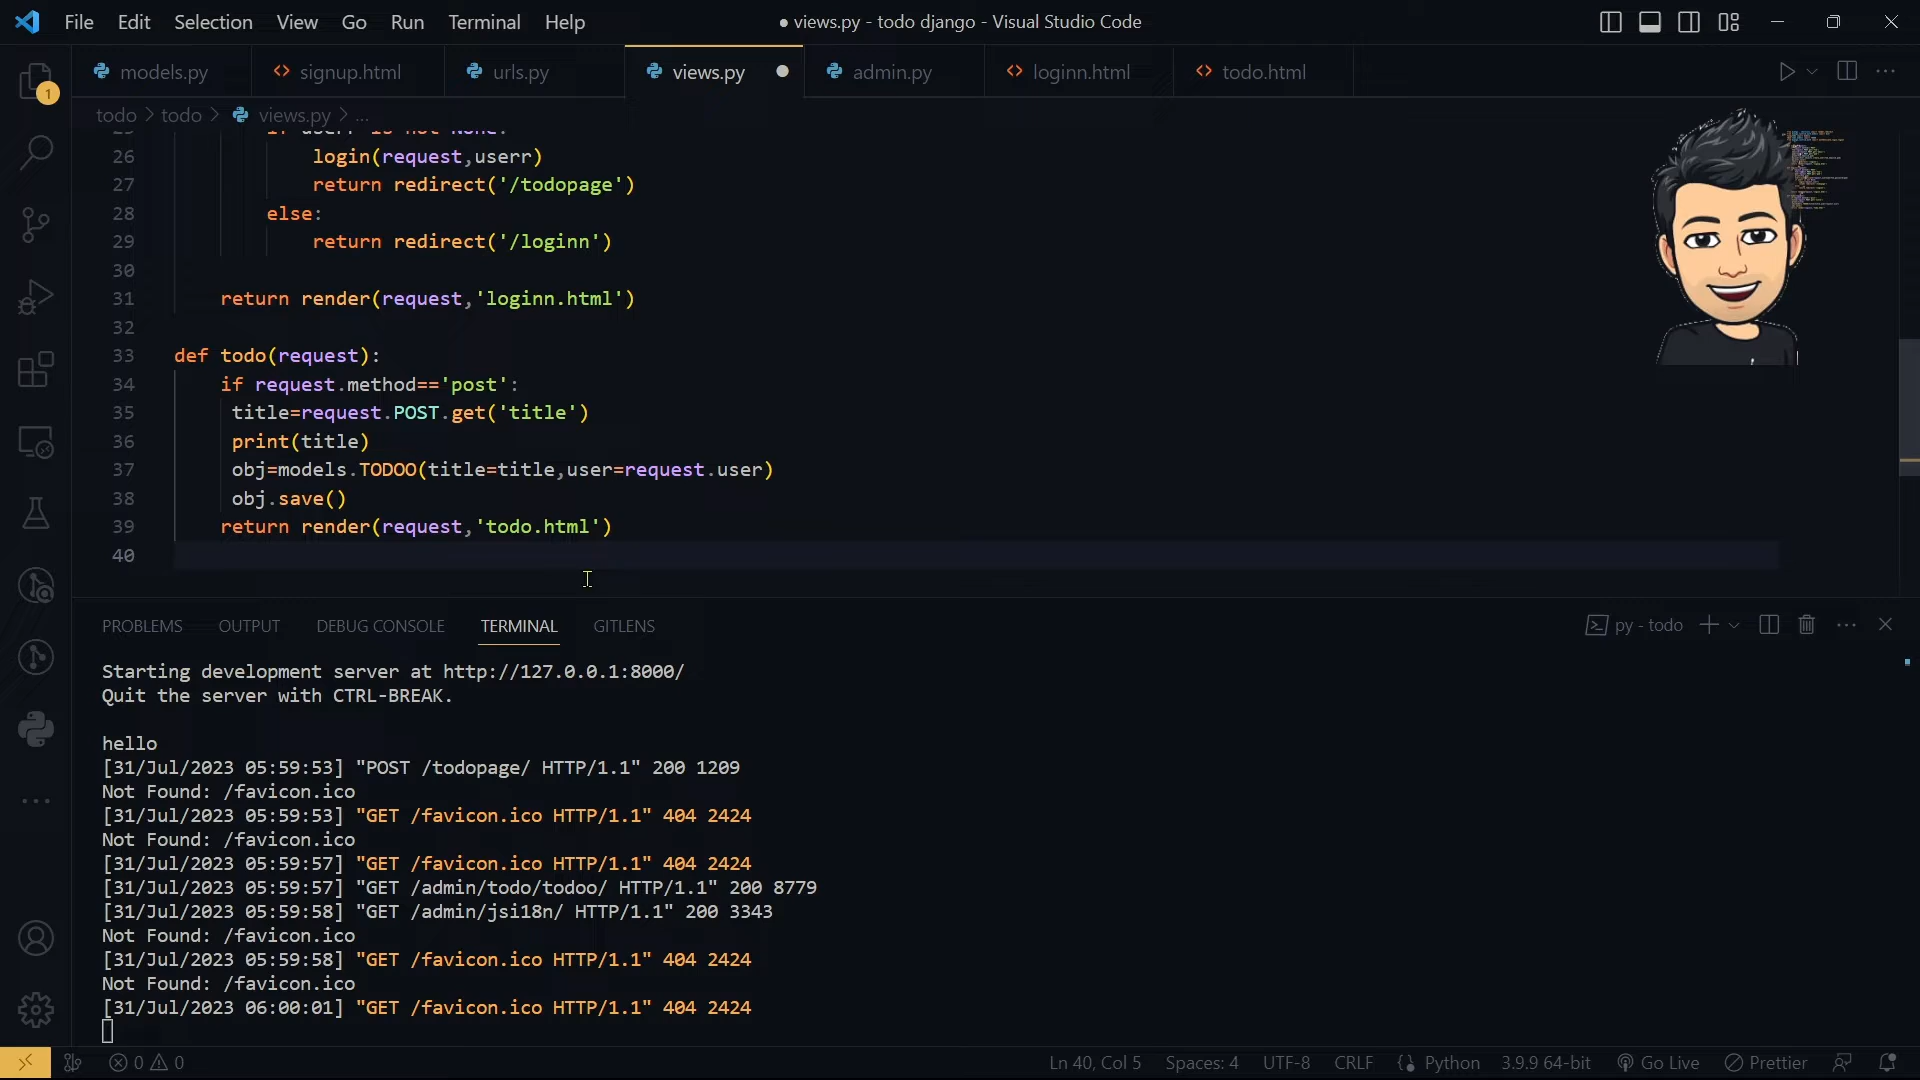 File Edit Selection View Go Run Terminal Help ● views.py - todo django - Visual Studio Code
models.py signup.html urls.py views.py ● admin.py loginn.html todo.html
1
todo > todo > views.py > ...
26 login(request,userr)
27 return redirect('/todopage')
28 else:
29 return redirect('/loginn')
30
31 return render(request,'loginn.html')
32
33 def todo(request):
34 if request.method=='post':
35 title=request.POST.get('title')
36 print(title)
37 obj=models.TODOO(title=title,user=request.user)
38 obj.save()
39 return render(request,'todo.html')
40
PROBLEMS OUTPUT DEBUG CONSOLE TERMINAL GITLENS py - todo
Starting development server at http://127.0.0.1:8000/
Quit the server with CTRL-BREAK.
hello
[31/Jul/2023 05:59:53] "POST /todopage/ HTTP/1.1" 200 1209
Not Found: /favicon.ico
[31/Jul/2023 05:59:53] "GET /favicon.ico HTTP/1.1" 404 2424
Not Found: /favicon.ico
[31/Jul/2023 05:59:57] "GET /favicon.ico HTTP/1.1" 404 2424
[31/Jul/2023 05:59:57] "GET /admin/todo/todoo/ HTTP/1.1" 200 8779
[31/Jul/2023 05:59:58] "GET /admin/jsi18n/ HTTP/1.1" 200 3343
Not Found: /favicon.ico
[31/Jul/2023 05:59:58] "GET /favicon.ico HTTP/1.1" 404 2424
Not Found: /favicon.ico
[31/Jul/2023 06:00:01] "GET /favicon.ico HTTP/1.1" 404 2424
0 0 Ln 40, Col 5 Spaces: 4 UTF-8 CRLF Python 3.9.9 64-bit Go Live Prettier